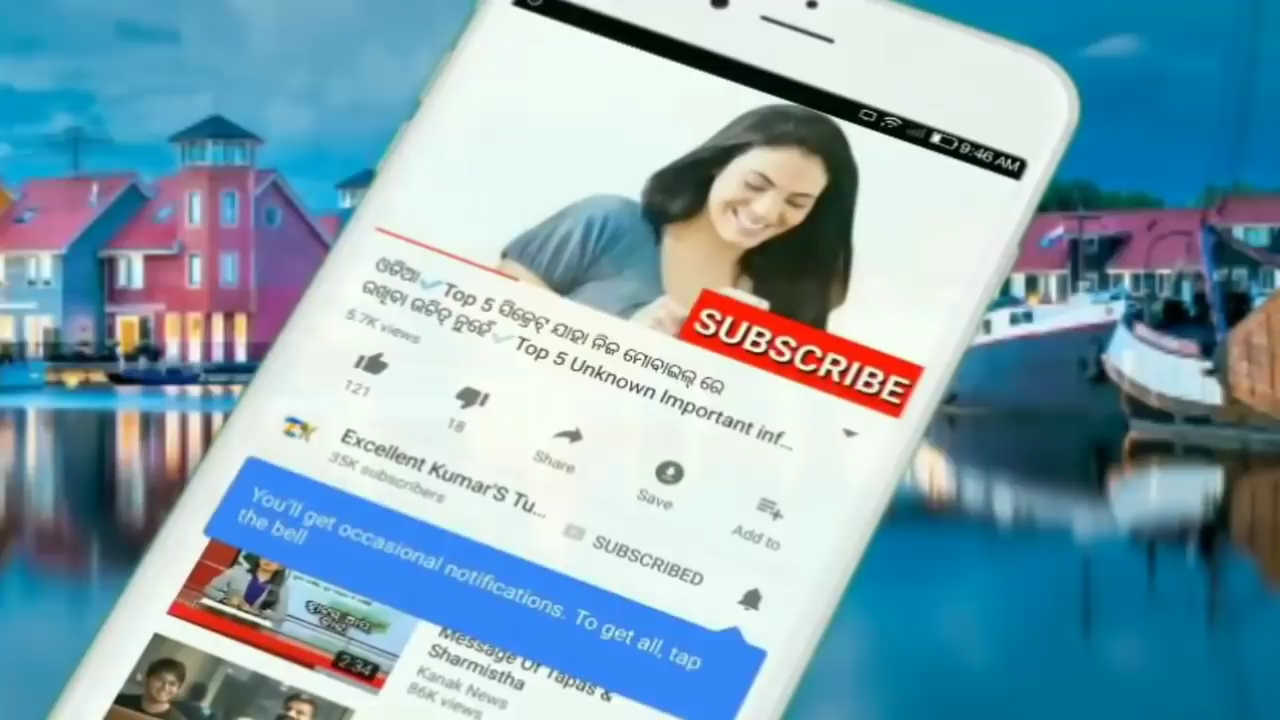 9:46 AM
SUBSCRIBE
ଓଡିଆ ✔Top 5 ସିକ୍ରେଟ୍ ଯାହା ନିଜ ମୋବାଇଲ୍ ରେ
ରଖିବା ଉଚିତ୍ ନୁହେଁ ✔Top 5 Unknown Important inf...
5.7K views
121
18
Share
Save
Add to
Excellent Kumar'S Tu...
35K subscribers
SUBSCRIBED
You'll get occasional notifications. To get all, tap
the bell
2:34
Message Of Tapas &
Sharmistha
Kanak News
86K views